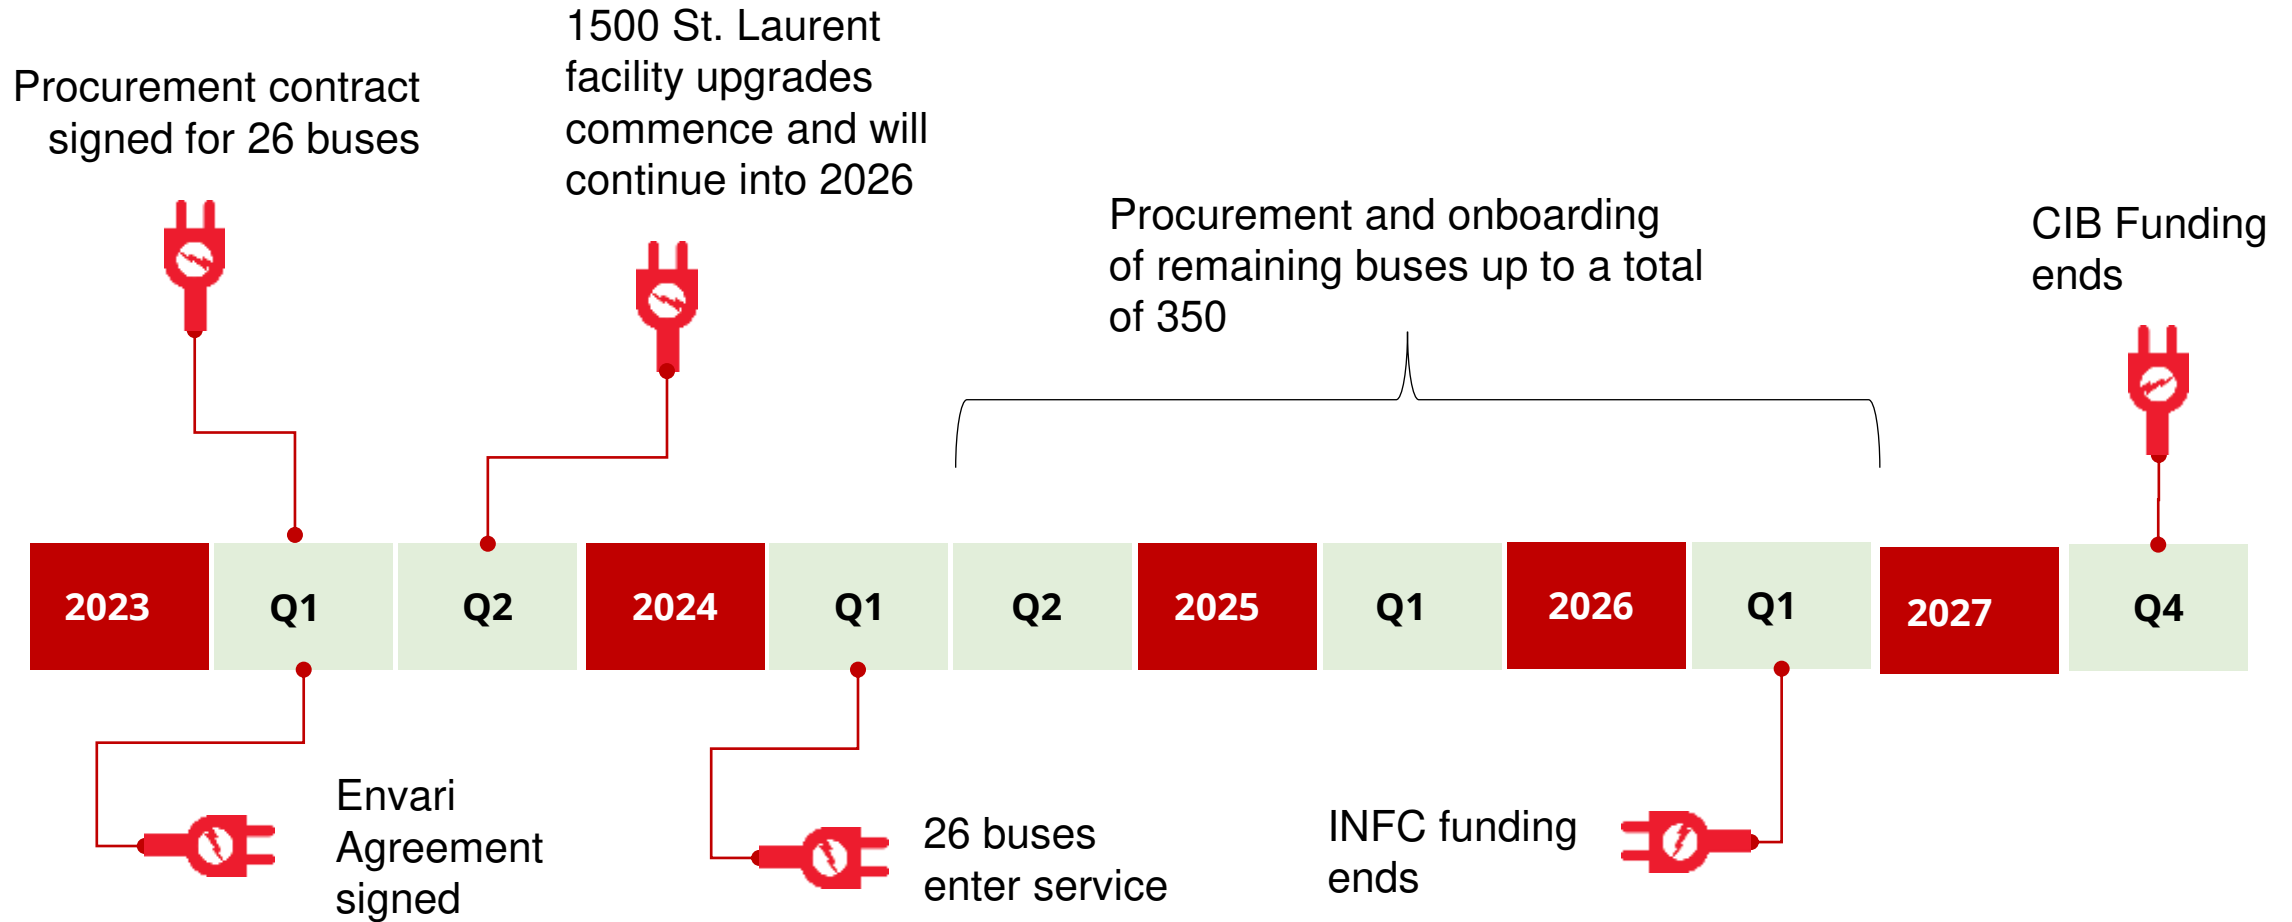 Procurement contract
signed for 26 buses
1500 St. Laurent
facility upgrades
commence and will
continue into 2026
Procurement and onboarding
of remaining buses up to a total
of 350
CIB Funding
ends
2023
Q1
Q2
2024
Q1
Q2
2025
Q1
2026
Q1
2027
Q4
Envari
Agreement
signed
26 buses
enter service
INFC funding
ends